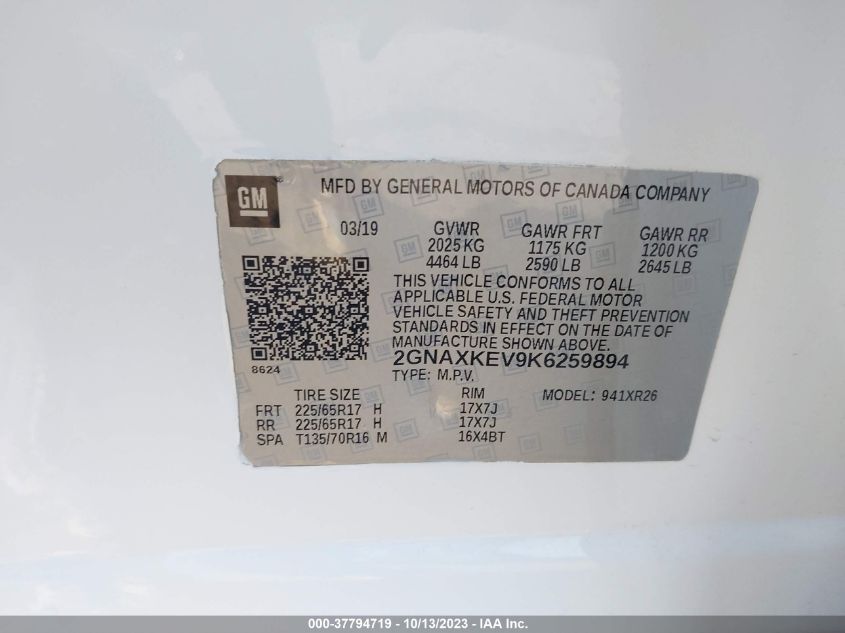 GM
MFD BY GENERAL MOTORS OF CANADA COMPANY
03/19 GVWR GAWR FRT GAWR RR
2025 KG 1175 KG 1200 KG
4464 LB 2590 LB 2645 LB
THIS VEHICLE CONFORMS TO ALL
APPLICABLE U.S. FEDERAL MOTOR
VEHICLE SAFETY AND THEFT PREVENTION
STANDARDS IN EFFECT ON THE DATE OF
MANUFACTURE SHOWN ABOVE.
8624 2GNAXKEV9K6259894
TYPE: M.P.V.
TIRE SIZE RIM MODEL: 941XR26
FRT 225/65R17 H 17X7J
RR 225/65R17 H 17X7J
SPA T135/70R16 M 16X4BT
000-37794719 - 10/13/2023 - IAAI Inc.